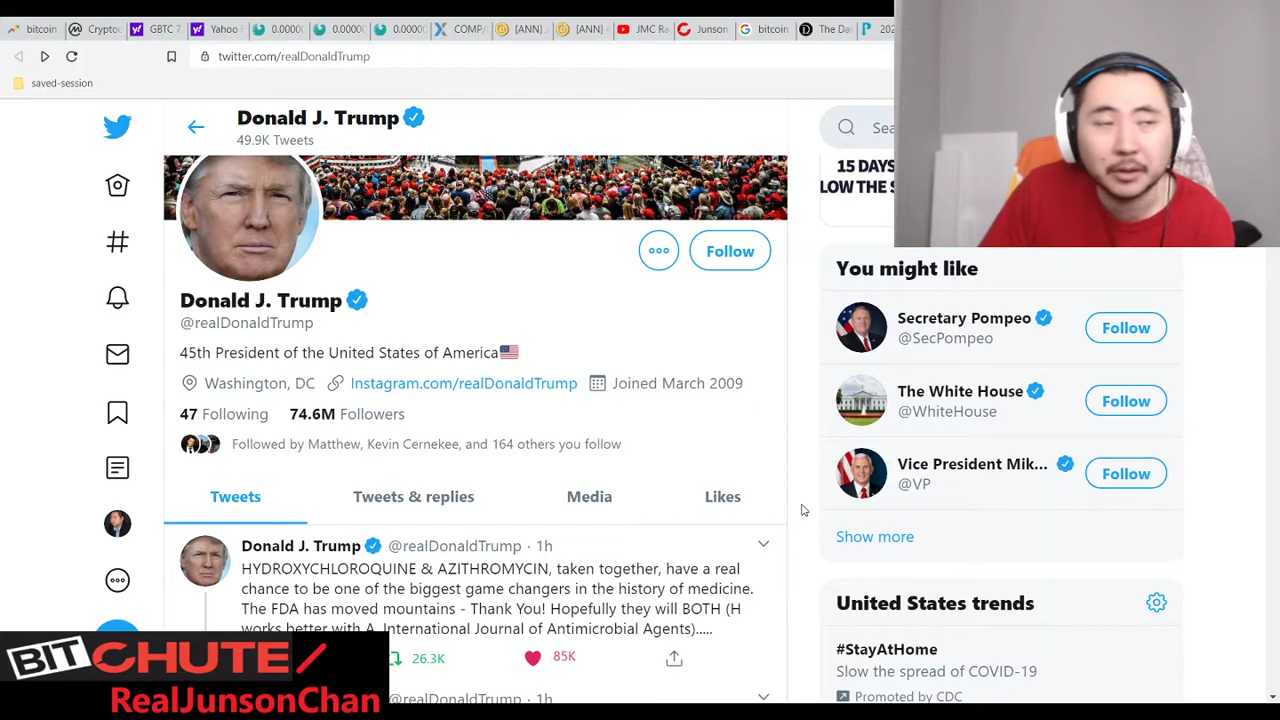 bitcoin
Crypto
GBTC 7
Yahoo
0.0000
0.0000
0.0000
COMP
[ANN]
[ANN]
JMC Ra
Junson
bitcoin
The Da
202
twitter.com/realDonaldTrump
saved-session
Donald J. Trump
49.9K Tweets
Follow
Donald J. Trump
@realDonaldTrump
45th President of the United States of America🇺🇸
Washington, DC Instagram.com/realDonaldTrump Joined March 2009
47 Following 74.6M Followers
Followed by Matthew, Kevin Cernekee, and 164 others you follow
Tweets Tweets & replies Media Likes
Donald J. Trump @realDonaldTrump · 1h
HYDROXYCHLOROQUINE & AZITHROMYCIN, taken together, have a real
chance to be one of the biggest game changers in the history of medicine.
The FDA has moved mountains - Thank You! Hopefully they will BOTH (H
works better with A, International Journal of Antimicrobial Agents).....
26.3K 85K
@realDonaldTrump · 1h
Sea
15 DAYS
LOW THE S
You might like
Secretary Pompeo
@SecPompeo
Follow
The White House
@WhiteHouse
Follow
Vice President Mik...
@VP
Follow
Show more
United States trends
#StayAtHome
Slow the spread of COVID-19
Promoted by CDC
BITCHUTE/
RealJunsonChan